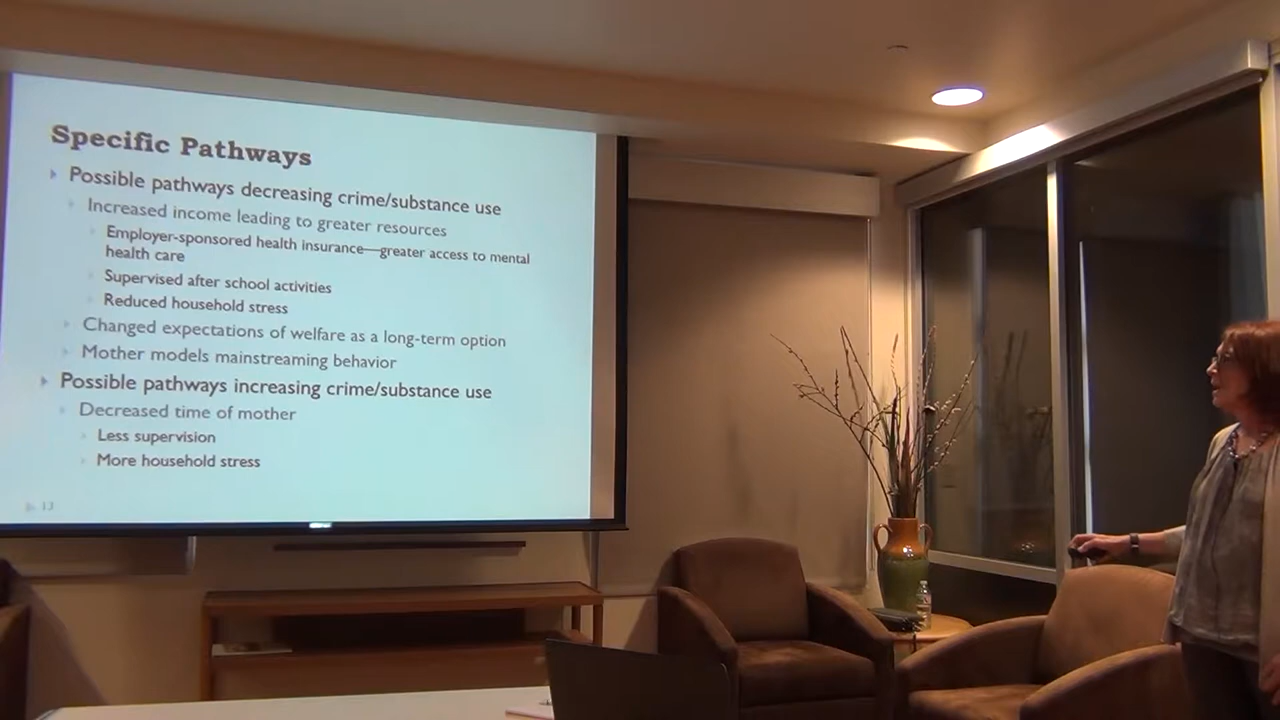 Specific Pathways
Possible pathways decreasing crime/substance use
Increased income leading to greater resources
Employer-sponsored health insurance—greater access to mental
health care
Supervised after school activities
Reduced household stress
Changed expectations of welfare as a long-term option
Mother models mainstreaming behavior
Possible pathways increasing crime/substance use
Decreased time of mother
Less supervision
More household stress
13